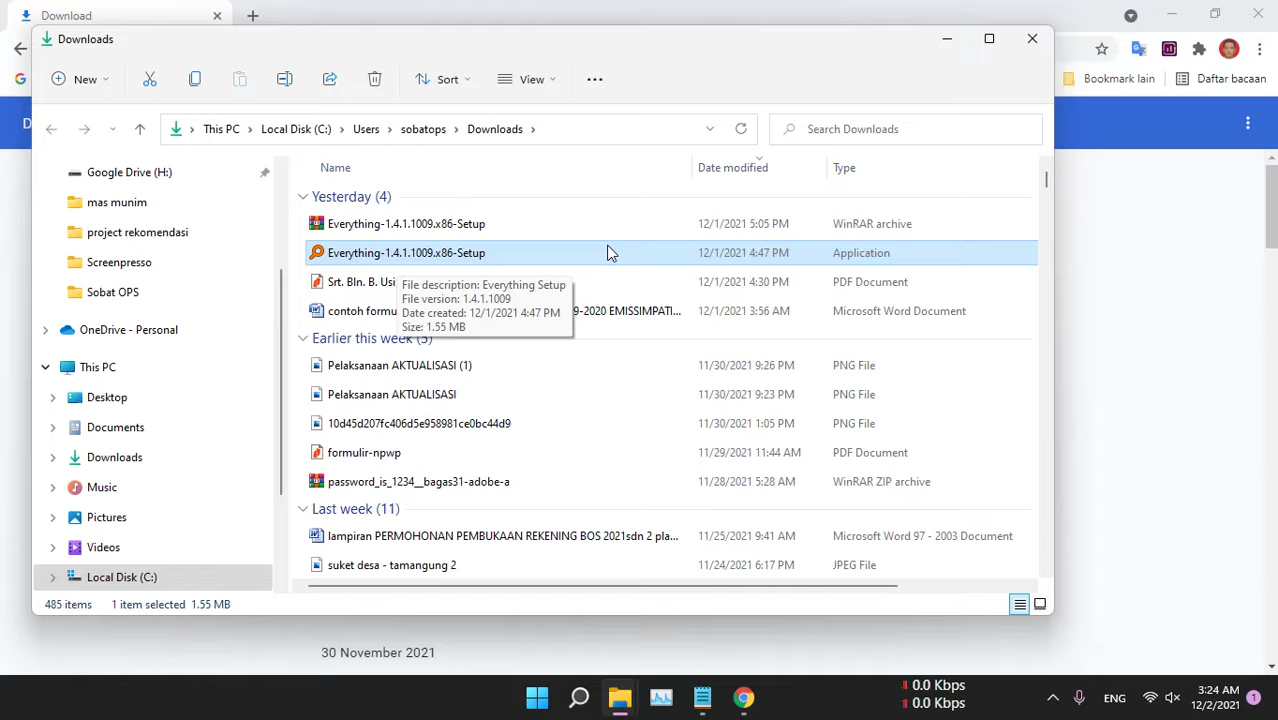 Download
Downloads
New
Sort
View
This PC
Local Disk (C:)
Users
sobatops
Downloads
Search Downloads
Bookmark lain
Daftar bacaan
D
Google Drive (H:)
mas munim
project rekomendasi
Screenpresso
Sobat OPS
OneDrive - Personal
This PC
Desktop
Documents
Downloads
Music
Pictures
Videos
Local Disk (C:)
Name
Date modified
Type
Yesterday (4)
Everything-1.4.1.1009.x86-Setup 12/1/2021 5:05 PM WinRAR archive
Everything-1.4.1.1009.x86-Setup 12/1/2021 4:47 PM Application
Srt. Bln. B. Usi 12/1/2021 4:30 PM PDF Document
contoh formu 9-2020 EMISSIMPATI... 12/1/2021 3:56 AM Microsoft Word Document
File description: Everything Setup
File version: 1.4.1.1009
Date created: 12/1/2021 4:47 PM
Size: 1.55 MB
Earlier this week (5)
Pelaksanaan AKTUALISASI (1) 11/30/2021 9:26 PM PNG File
Pelaksanaan AKTUALISASI 11/30/2021 9:23 PM PNG File
10d45d207fc406d5e958981ce0bc44d9 11/30/2021 1:05 PM PNG File
formulir-npwp 11/29/2021 11:44 AM PDF Document
password_is_1234__bagas31-adobe-a 11/28/2021 5:28 AM WinRAR ZIP archive
Last week (11)
lampiran PERMOHONAN PEMBUKAAN REKENING BOS 2021sdn 2 pla... 11/25/2021 9:41 AM Microsoft Word 97 - 2003 Document
suket desa - tamangung 2 11/24/2021 6:17 PM JPEG File
485 items 1 item selected 1.55 MB
30 November 2021
0.0 Kbps
0.0 Kbps
ENG
3:24 AM
12/2/2021
1